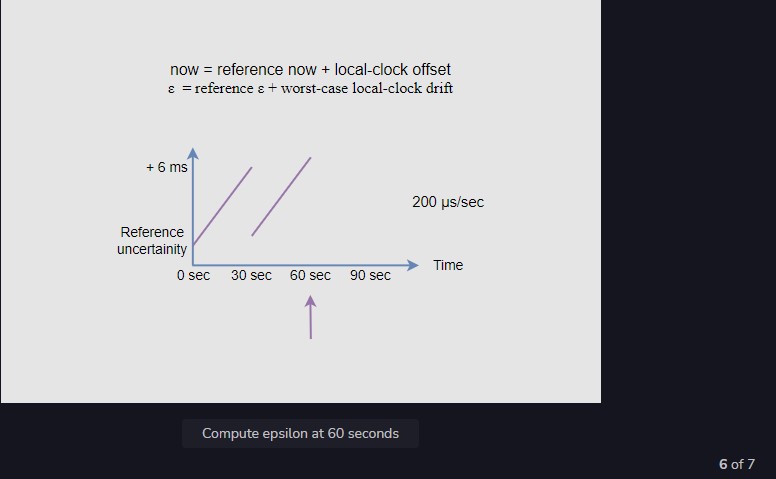 now = reference now + local-clock offset
ε = reference ε + worst-case local-clock drift
+ 6 ms
200 µs/sec
Reference
uncertainity
Time
0 sec 30 sec 60 sec 90 sec
Compute epsilon at 60 seconds
6 of 7